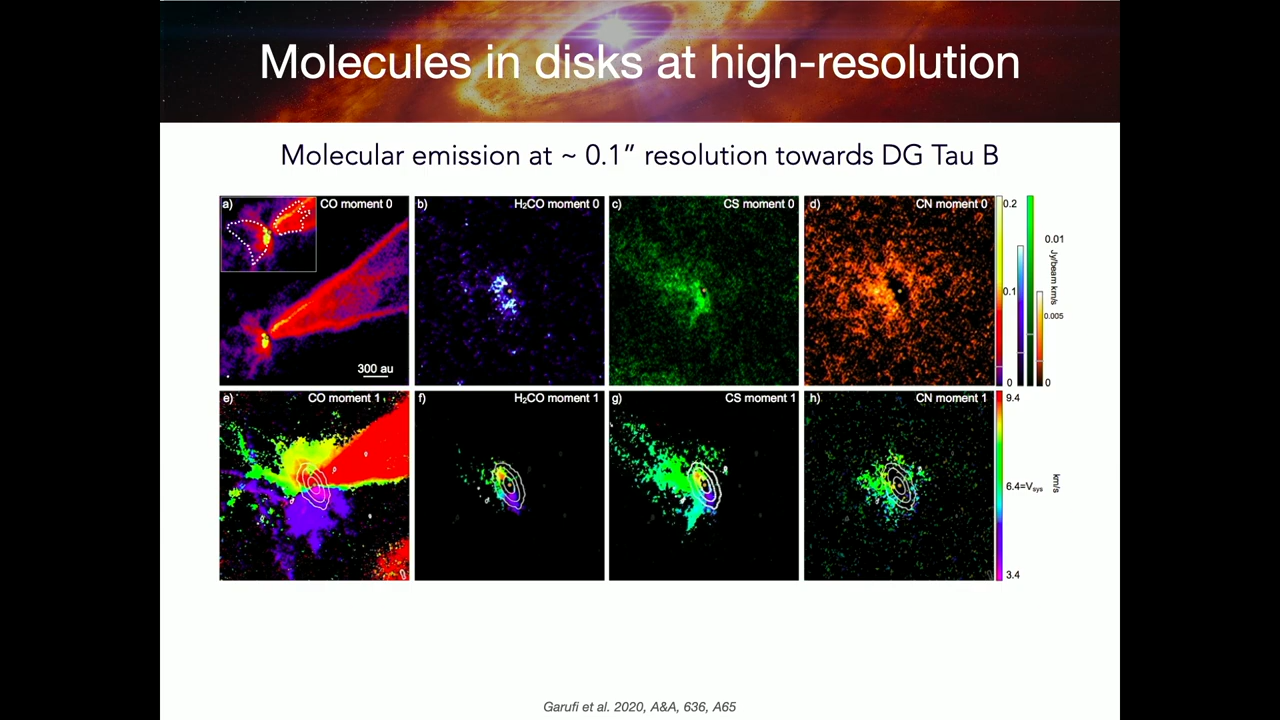 Molecules in disks at high-resolution
Molecular emission at ~ 0.1” resolution towards DG Tau B
a) CO moment 0
b) H₂CO moment 0
c) CS moment 0
d) CN moment 0
300 au
0.2
0.1
0
0.01
0.005
0
Jy/beam km/s
e) CO moment 1
f) H₂CO moment 1
g) CS moment 1
h) CN moment 1
9.4
6.4=Vsys
3.4
km/s
Garufi et al. 2020, A&A, 636, A65